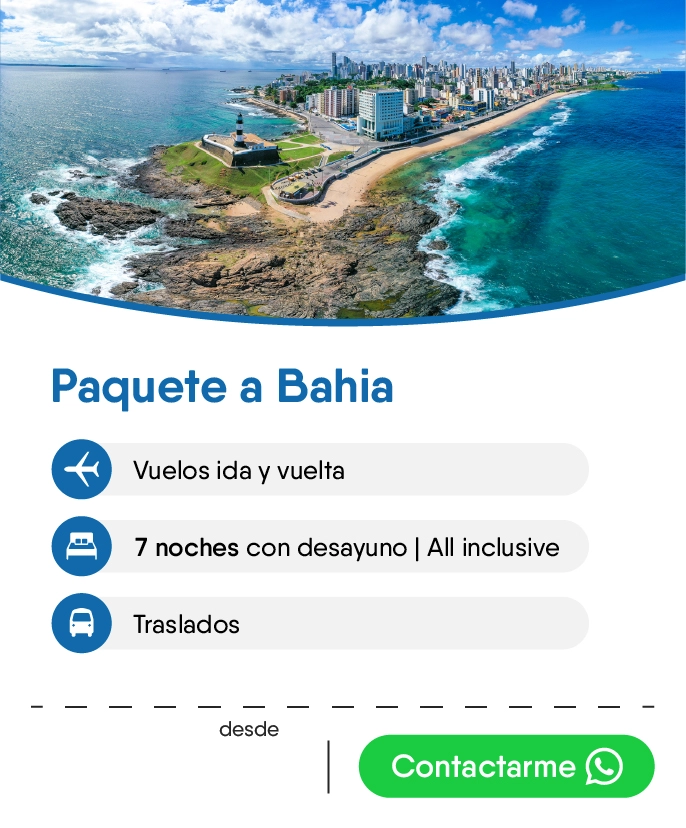 Paquete a Bahia
Vuelos ida y vuelta
7 noches con desayuno | All inclusive
Traslados
desde
Contactarme